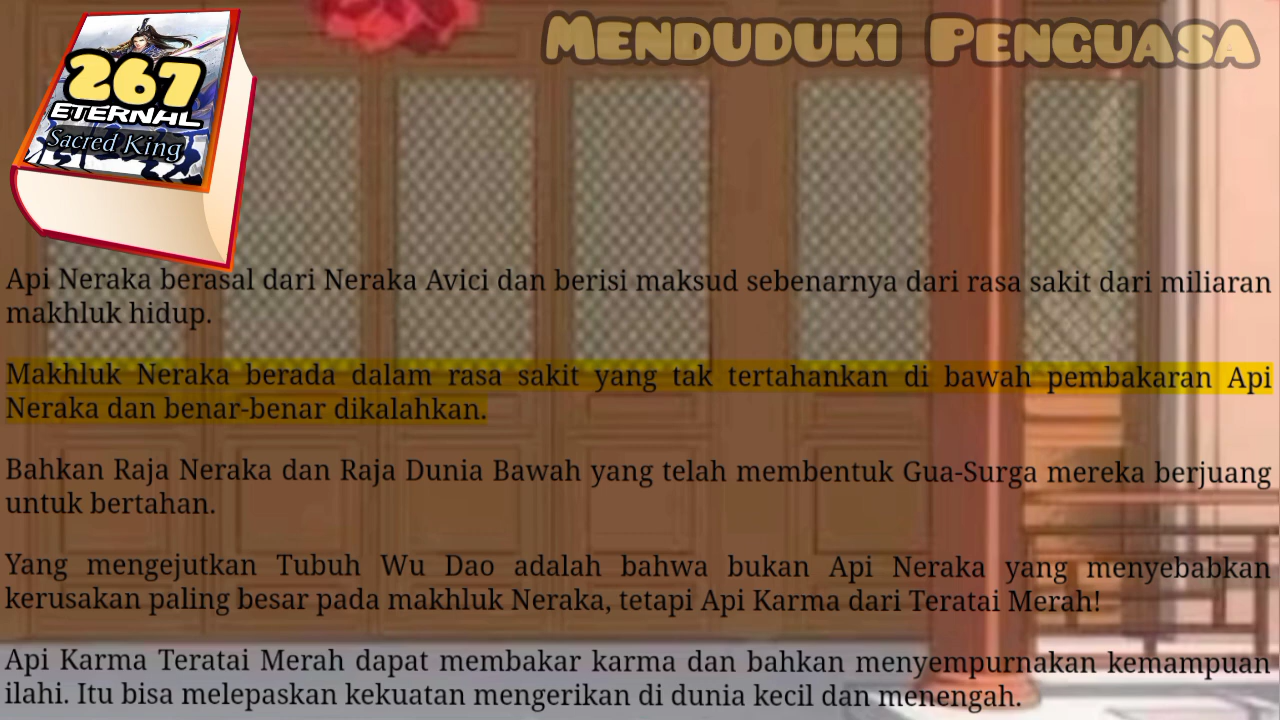 Menduduki Penguasa
267
ETERNAL
Sacred King
Api Neraka berasal dari Neraka Avici dan berisi maksud sebenarnya dari rasa sakit dari miliaran
makhluk hidup.
Makhluk Neraka berada dalam rasa sakit yang tak tertahankan di bawah pembakaran Api
Neraka dan benar-benar dikalahkan.
Bahkan Raja Neraka dan Raja Dunia Bawah yang telah membentuk Gua-Surga mereka berjuang
untuk bertahan.
Yang mengejutkan Tubuh Wu Dao adalah bahwa bukan Api Neraka yang menyebabkan
kerusakan paling besar pada makhluk Neraka, tetapi Api Karma dari Teratai Merah!
Api Karma Teratai Merah dapat membakar karma dan bahkan menyempurnakan kemampuan
ilahi. Itu bisa melepaskan kekuatan mengerikan di dunia kecil dan menengah.